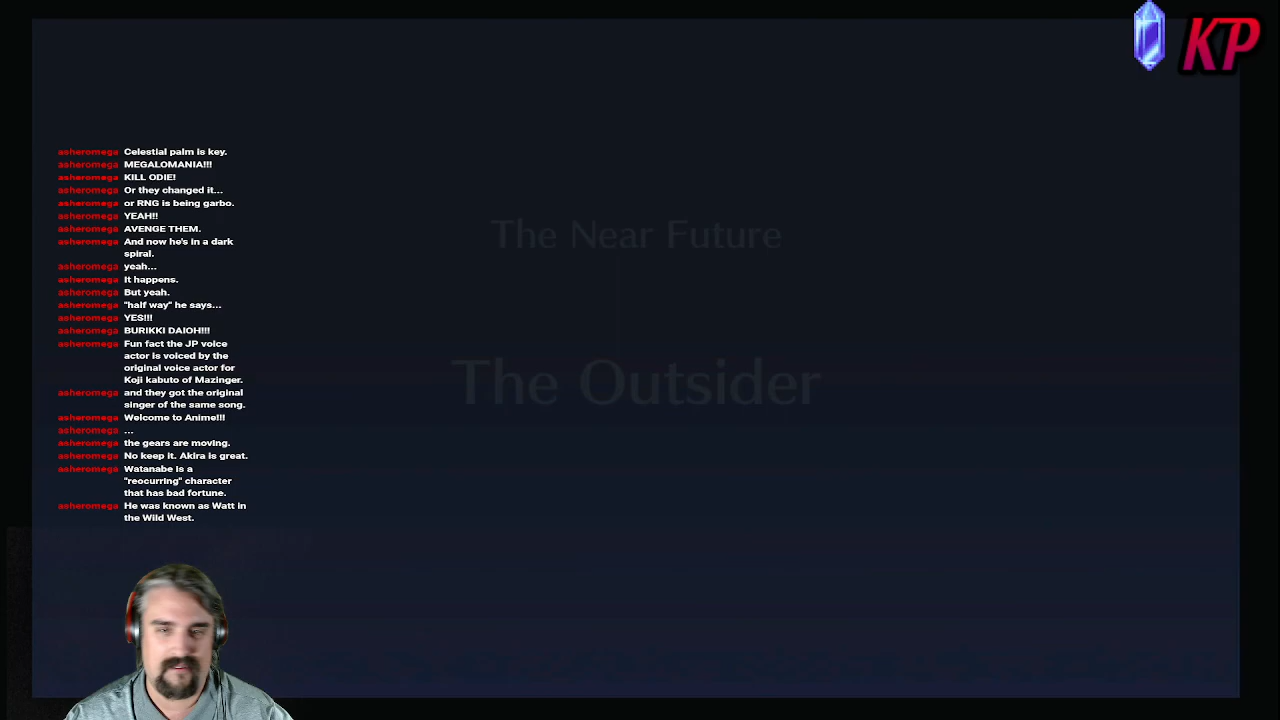 KP
asheromega Celestial palm is key.
asheromega MEGALOMANIA!!!
asheromega KILL ODIE!
asheromega Or they changed it...
asheromega or RNG is being garbo.
asheromega YEAH!!
asheromega AVENGE THEM.
asheromega And now he's in a dark
spiral.
asheromega yeah...
asheromega It happens.
asheromega But yeah.
asheromega "half way" he says...
asheromega YES!!!
asheromega BURIKKI DAIOH!!!
asheromega Fun fact the JP voice
actor is voiced by the
original voice actor for
Koji kabuto of Mazinger.
asheromega and they got the original
singer of the same song.
asheromega Welcome to Anime!!!
asheromega ...
asheromega the gears are moving.
asheromega No keep it. Akira is great.
asheromega Watanabe is a
"reocurring" character
that has bad fortune.
asheromega He was known as Watt in
the Wild West.
The Near Future
The Outsider